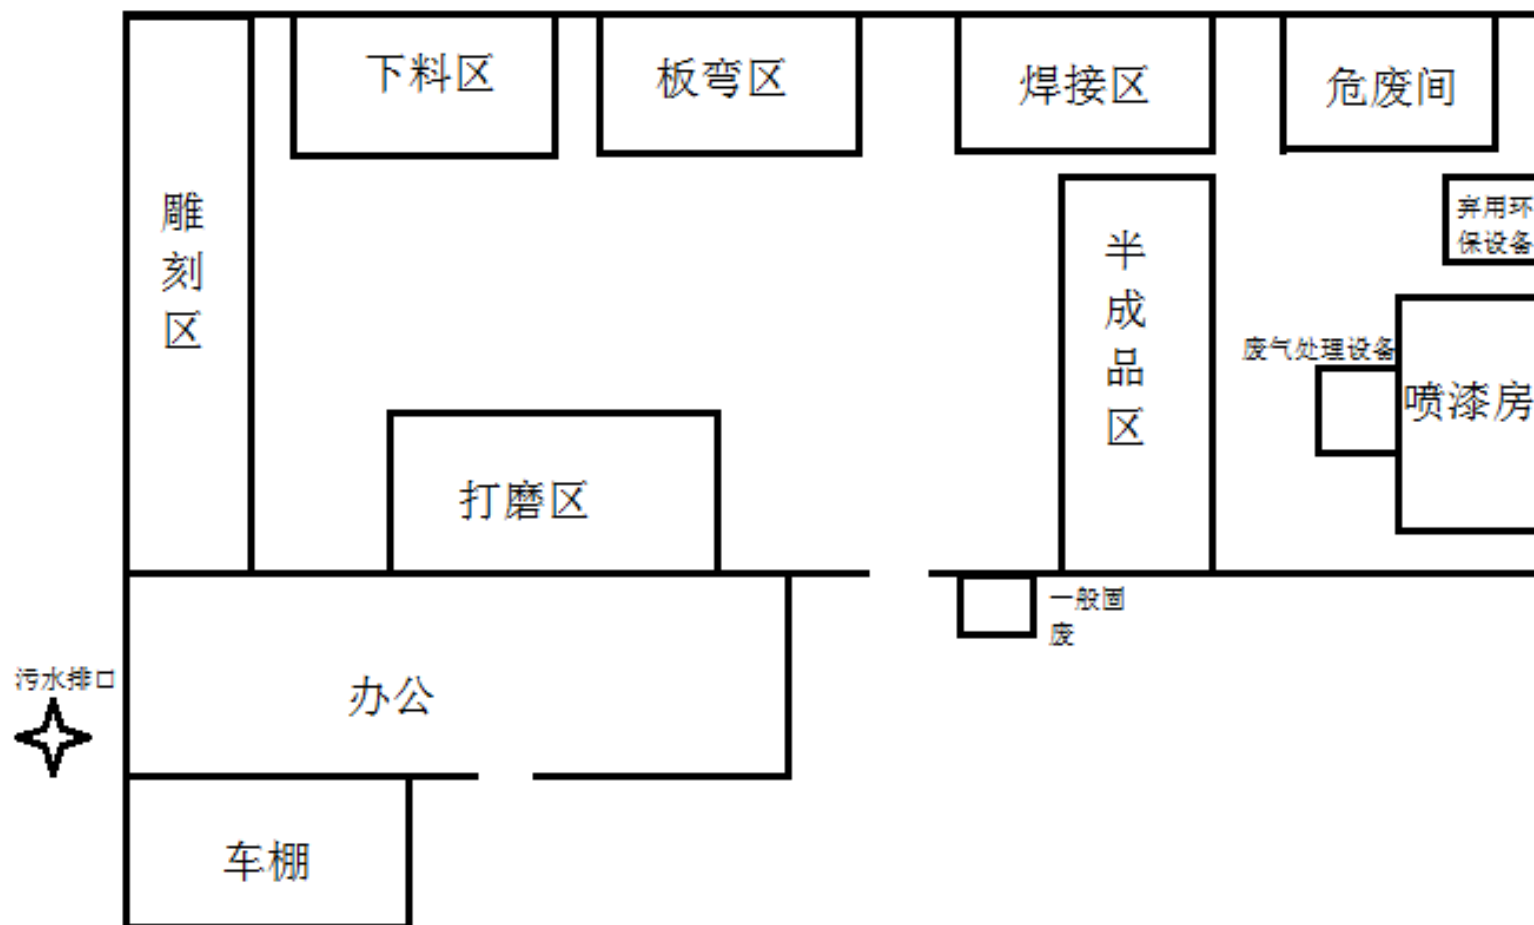 下料区
板弯区
焊接区
危废间
雕
刻
区
弃用环
保设备
半
成
品
区
废气处理设备
喷漆房
打磨区
一般固
废
污水排口
办公
车棚